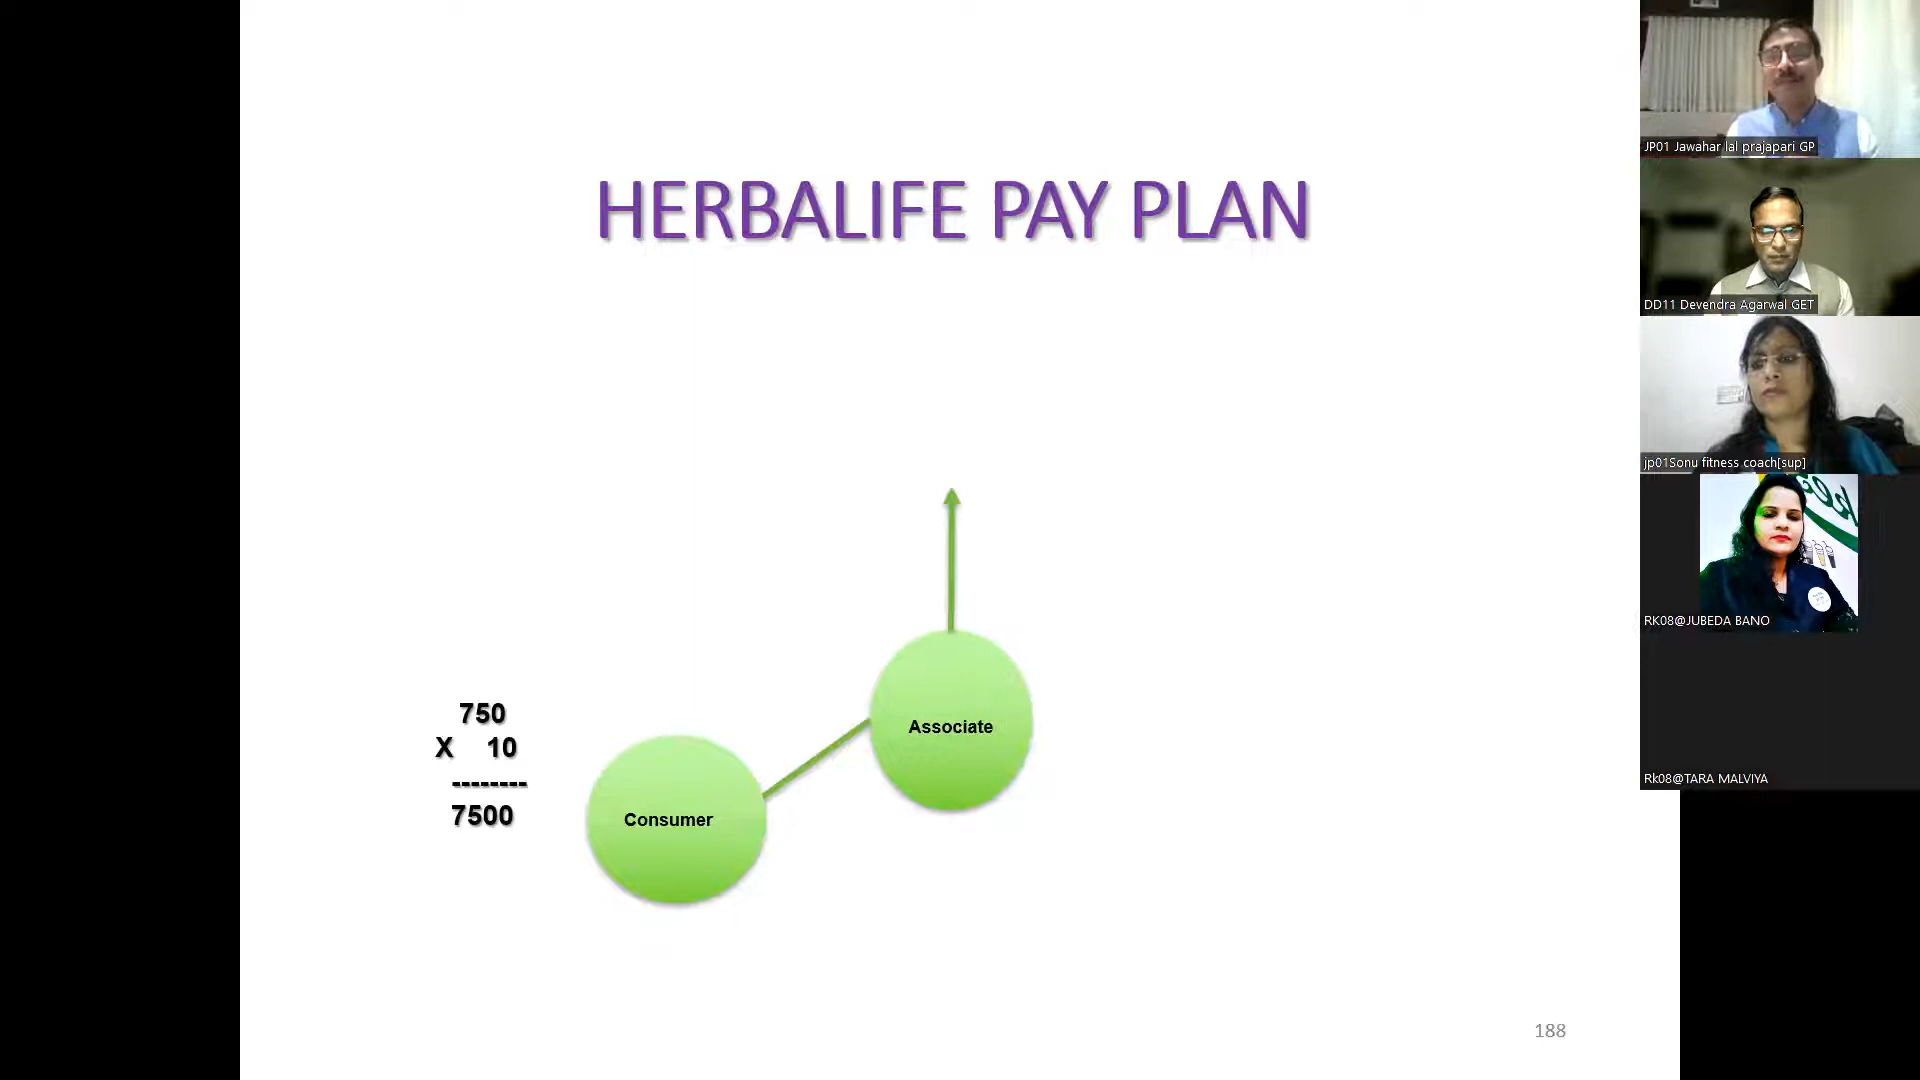 HERBALIFE PAY PLAN
750
X 10
--------
7500
Consumer
Associate
188
JP01 Jawahar lal prajapari GP
DD11 Devendra Agarwal GET
jp01Sonu fitness coach[sup]
RK08@JUBEDA BANO
Rk08@TARA MALVIYA